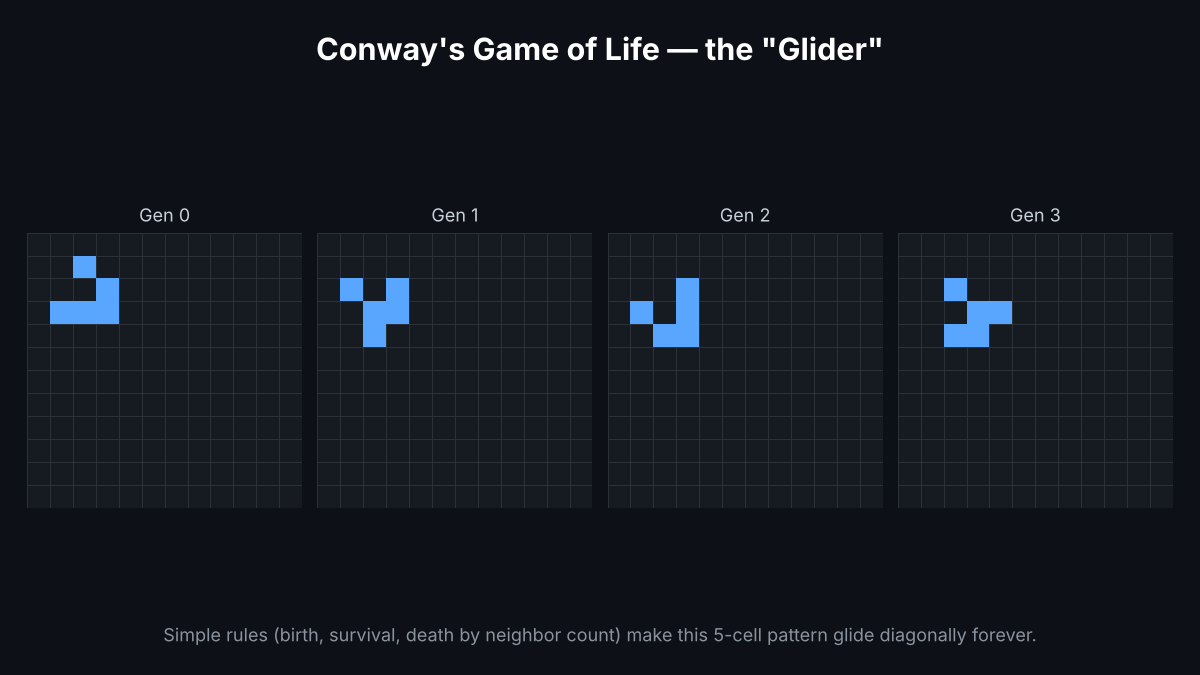 Conway's Game of Life — the "Glider"
Gen 0
Gen 1
Gen 2
Gen 3
Simple rules (birth, survival, death by neighbor count) make this 5-cell pattern glide diagonally forever.